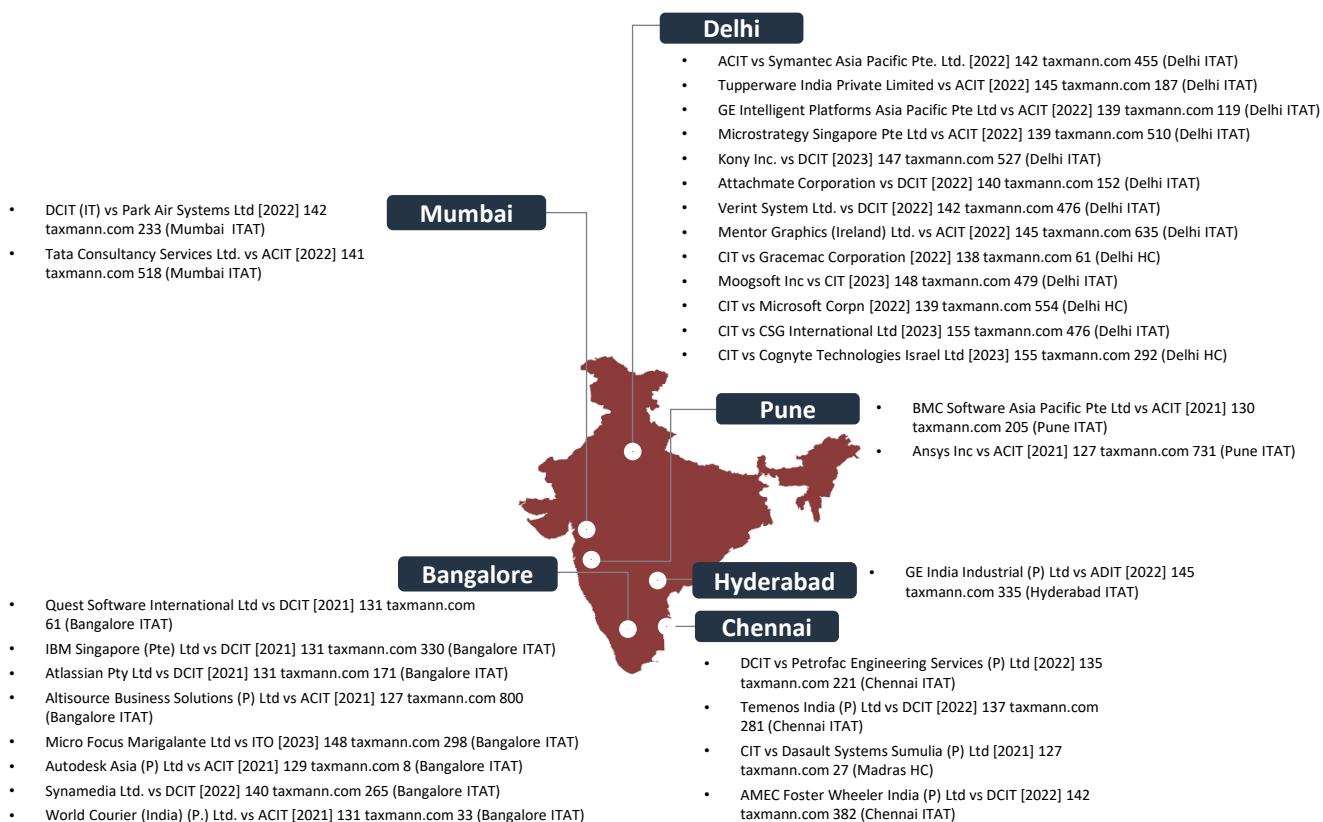 Delhi
• ACIT vs Symantec Asia Pacific Pte. Ltd. [2022] 142 taxmann.com 455 (Delhi ITAT)
• Tupperware India Private Limited vs ACIT [2022] 145 taxmann.com 187 (Delhi ITAT)
• GE Intelligent Platforms Asia Pacific Pte Ltd vs ACIT [2022] 139 taxmann.com 119 (Delhi ITAT)
• Microstrategy Singapore Pte Ltd vs ACIT [2022] 139 taxmann.com 510 (Delhi ITAT)
• Kony Inc. vs DCIT [2023] 147 taxmann.com 527 (Delhi ITAT)
• Attachmate Corporation vs DCIT [2022] 140 taxmann.com 152 (Delhi ITAT)
• Verint System Ltd. vs DCIT [2022] 142 taxmann.com 476 (Delhi ITAT)
• Mentor Graphics (Ireland) Ltd. vs ACIT [2022] 145 taxmann.com 635 (Delhi ITAT)
• CIT vs Gracemac Corporation [2022] 138 taxmann.com 61 (Delhi HC)
• Moogsoft Inc vs CIT [2023] 148 taxmann.com 479 (Delhi ITAT)
• CIT vs Microsoft Corpn [2022] 139 taxmann.com 554 (Delhi HC)
• CIT vs CSG International Ltd [2023] 155 taxmann.com 476 (Delhi ITAT)
• CIT vs Cognyte Technologies Israel Ltd [2023] 155 taxmann.com 292 (Delhi HC)
Mumbai
• DCIT (IT) vs Park Air Systems Ltd [2022] 142
taxmann.com 233 (Mumbai ITAT)
• Tata Consultancy Services Ltd. vs ACIT [2022] 141
taxmann.com 518 (Mumbai ITAT)
Pune
• BMC Software Asia Pacific Pte Ltd vs ACIT [2021] 130
taxmann.com 205 (Pune ITAT)
• Ansys Inc vs ACIT [2021] 127 taxmann.com 731 (Pune ITAT)
Bangalore
• Quest Software International Ltd vs DCIT [2021] 131 taxmann.com
61 (Bangalore ITAT)
• IBM Singapore (Pte) Ltd vs DCIT [2021] 131 taxmann.com 330 (Bangalore ITAT)
• Atlassian Pty Ltd vs DCIT [2021] 131 taxmann.com 171 (Bangalore ITAT)
• Altisource Business Solutions (P) Ltd vs ACIT [2021] 127 taxmann.com 800
(Bangalore ITAT)
• Micro Focus Marigalante Ltd vs ITO [2023] 148 taxmann.com 298 (Bangalore ITAT)
• Autodesk Asia (P) Ltd vs ACIT [2021] 129 taxmann.com 8 (Bangalore ITAT)
• Synamedia Ltd. vs DCIT [2022] 140 taxmann.com 265 (Bangalore ITAT)
• World Courier (India) (P.) Ltd. vs ACIT [2021] 131 taxmann.com 33 (Bangalore ITAT)
Hyderabad
• GE India Industrial (P) Ltd vs ADIT [2022] 145
taxmann.com 335 (Hyderabad ITAT)
Chennai
• DCIT vs Petrofac Engineering Services (P) Ltd [2022] 135
taxmann.com 221 (Chennai ITAT)
• Temenos India (P) Ltd vs DCIT [2022] 137 taxmann.com
281 (Chennai ITAT)
• CIT vs Dasault Systems Sumulia (P) Ltd [2021] 127
taxmann.com 27 (Madras HC)
• AMEC Foster Wheeler India (P) Ltd vs DCIT [2022] 142
taxmann.com 382 (Chennai ITAT)